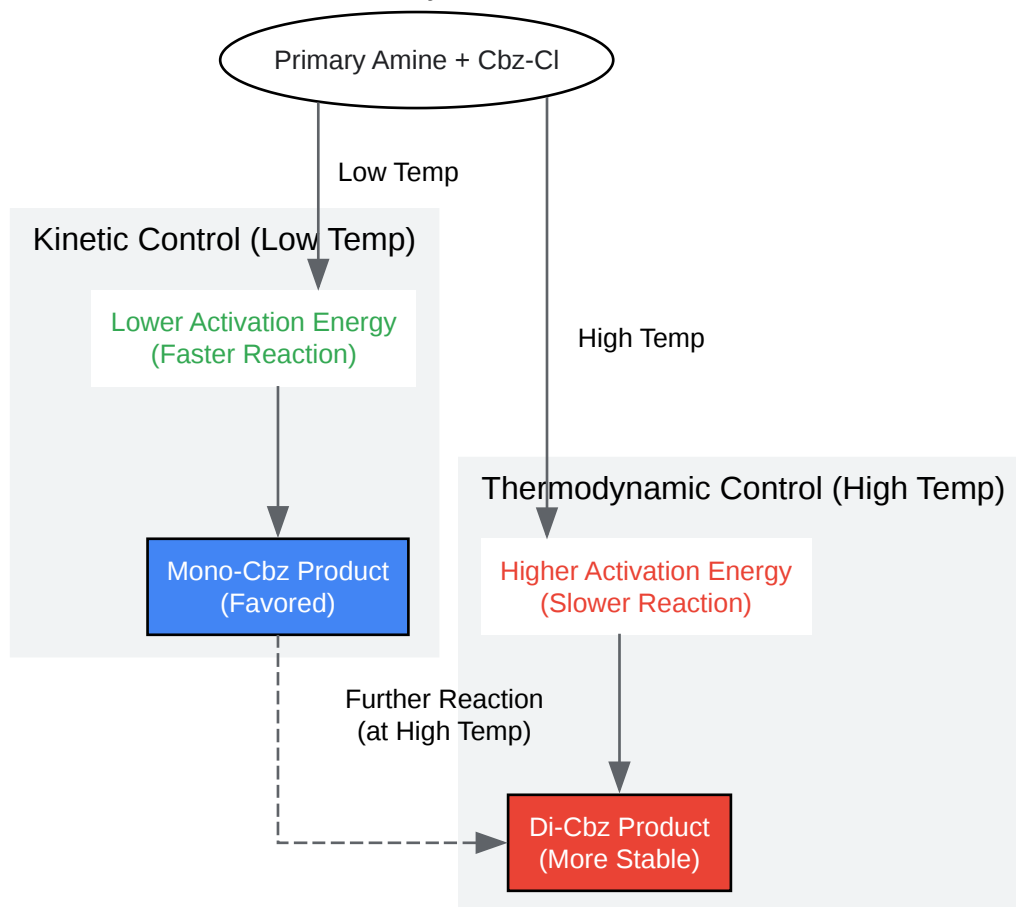 Primary Amine + Cbz-Cl
Low Temp
Kinetic Control (Low Temp)
Lower Activation Energy
(Faster Reaction)
High Temp
Thermodynamic Control (High Temp)
Mono-Cbz Product
(Favored)
Higher Activation Energy
(Slower Reaction)
Further Reaction
(at High Temp)
Di-Cbz Product
(More Stable)